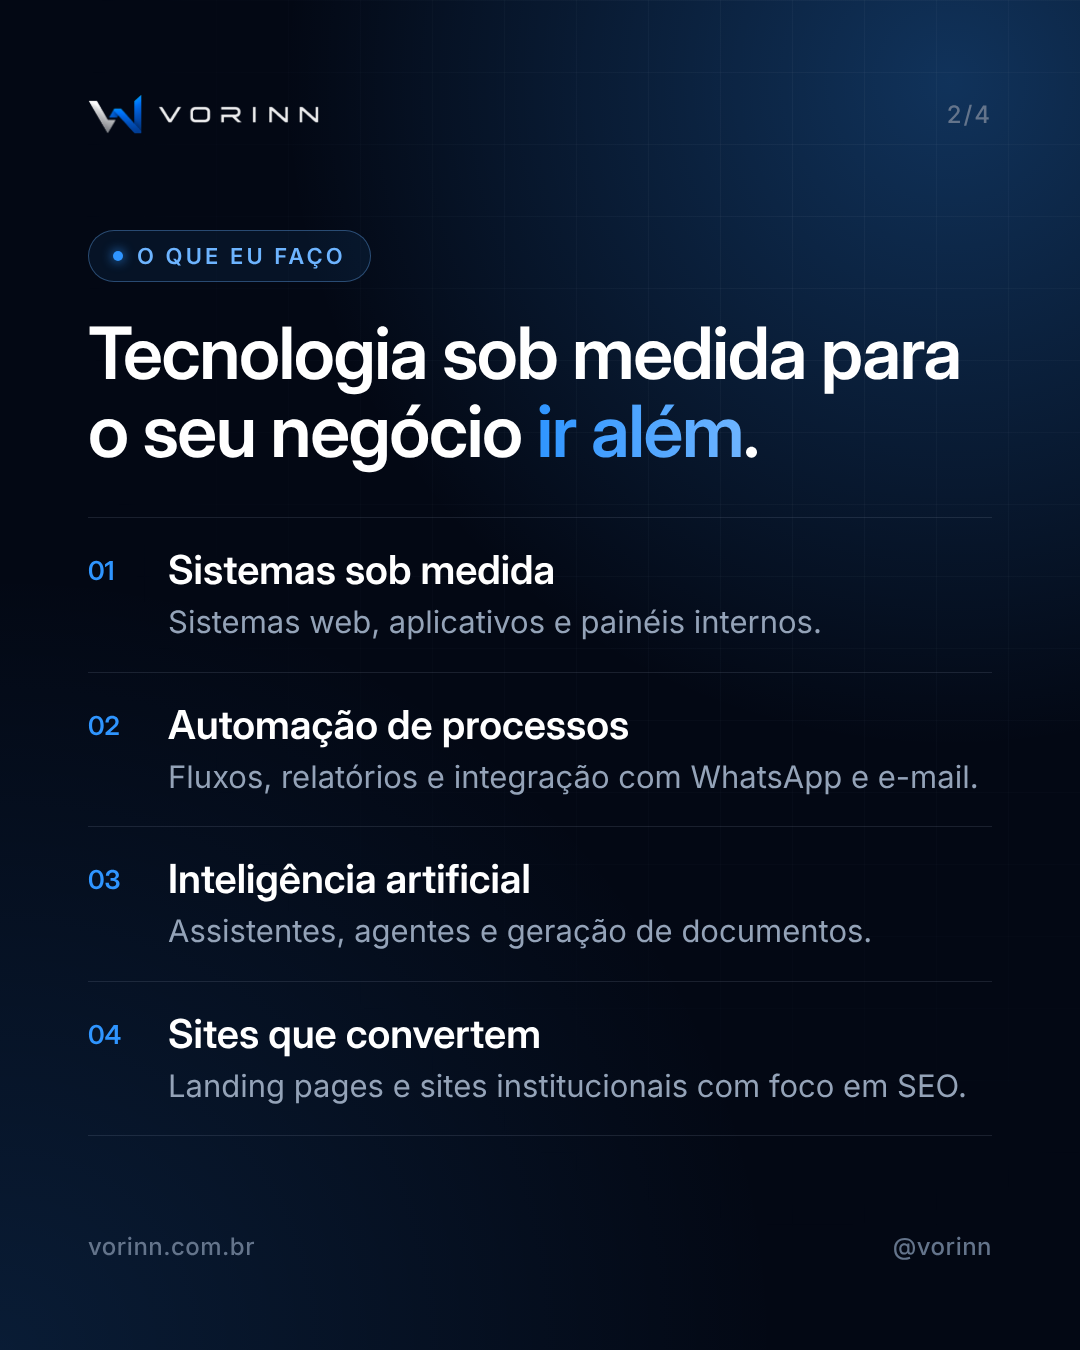 VORINN
2/4
O QUE EU FAÇO
Tecnologia sob medida para
o seu negócio ir além.
01
Sistemas sob medida
Sistemas web, aplicativos e painéis internos.
02
Automação de processos
Fluxos, relatórios e integração com WhatsApp e e-mail.
03
Inteligência artificial
Assistentes, agentes e geração de documentos.
04
Sites que convertem
Landing pages e sites institucionais com foco em SEO.
vorinn.com.br
@vorinn